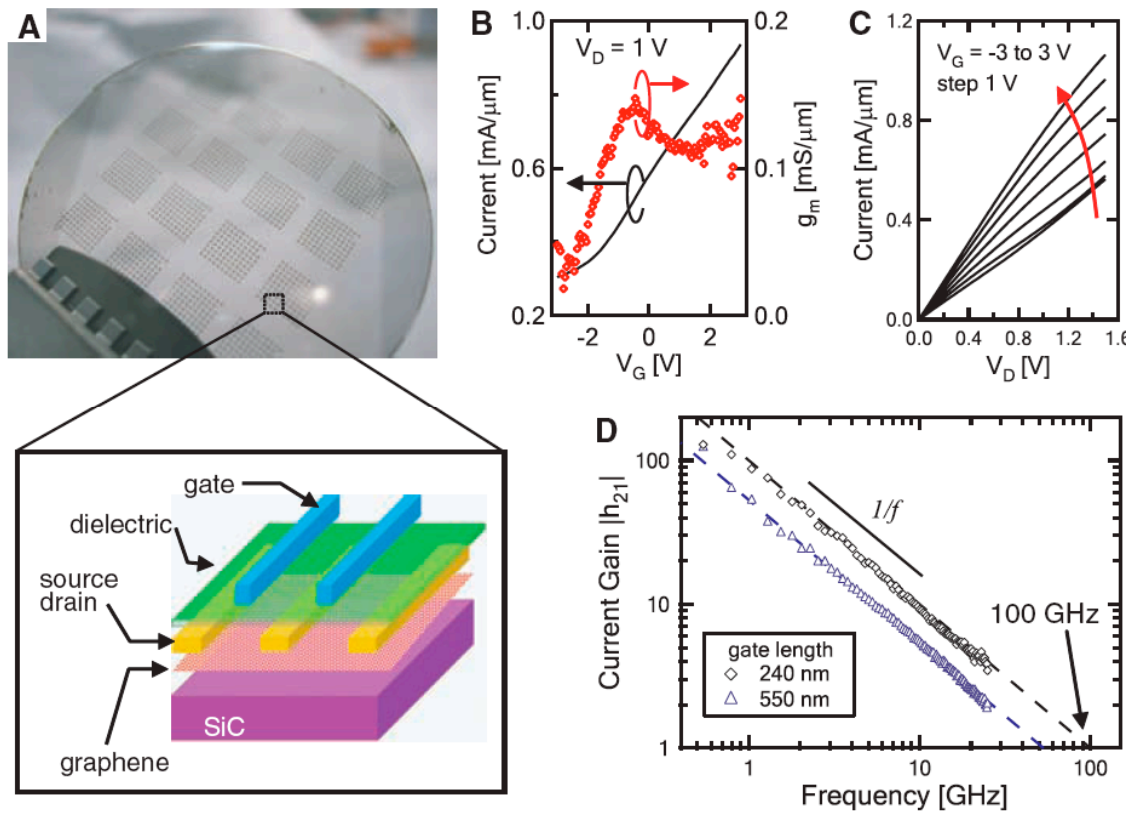 A
gate
dielectric
source
drain
graphene
SiC
B
V_D = 1 V
Current [mA/μm]
1.0
0.6
0.2
g_m [mS/μm]
0.2
0.1
0.0
-2
0
2
V_G [V]
C
V_G = -3 to 3 V
step 1 V
Current [mA/μm]
1.2
0.8
0.4
0.0
0.0
0.4
0.8
1.2
1.6
V_D [V]
D
Current Gain |h_21|
100
10
1
1/f
100 GHz
gate length
240 nm
550 nm
1
10
100
Frequency [GHz]